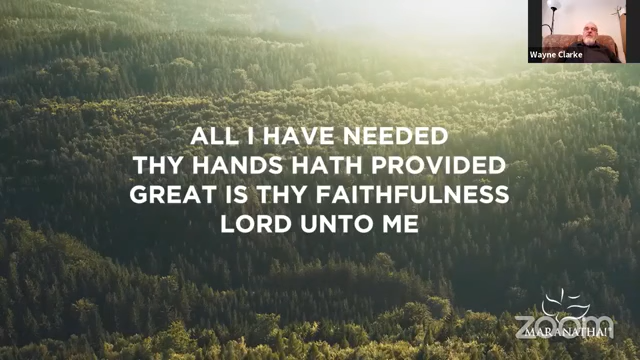 Wayne Clarke
ALL I HAVE NEEDED
THY HANDS HATH PROVIDED
GREAT IS THY FAITHFULNESS
LORD UNTO ME
MARANATHA!
zoom